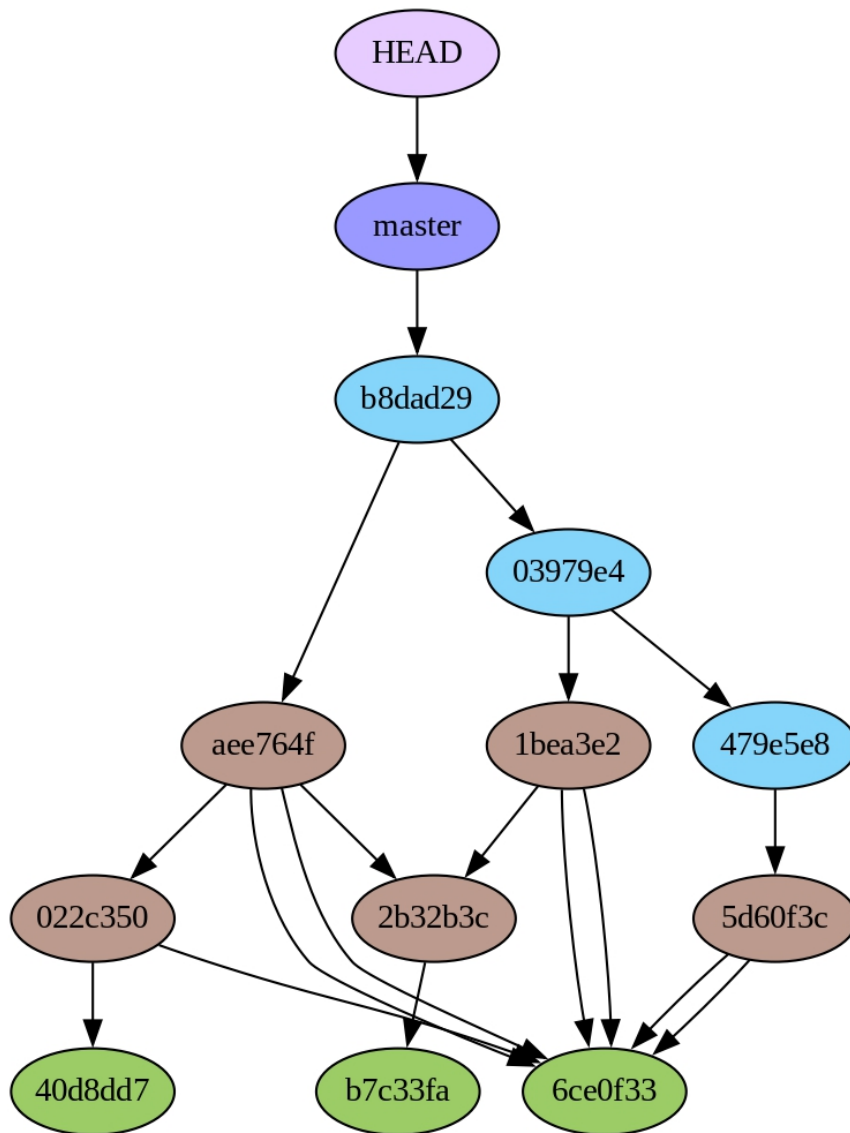 HEAD
master
b8dad29
03979e4
aee764f
1bea3e2
479e5e8
022c350
2b32b3c
5d60f3c
40d8dd7
b7c33fa
6ce0f33